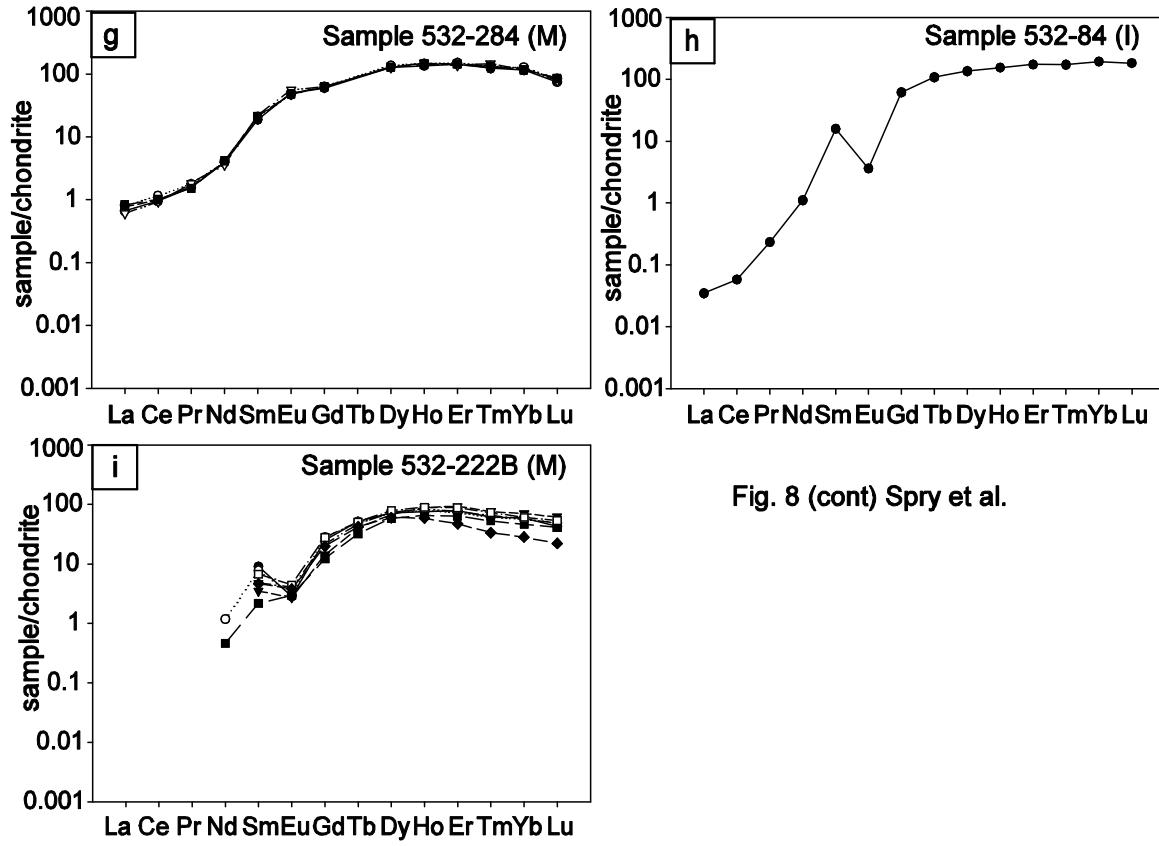 g
Sample 532-284 (M)
1000
100
10
1
0.1
0.01
0.001
sample/chondrite
La Ce Pr Nd Sm Eu Gd Tb Dy Ho Er Tm Yb Lu
h
Sample 532-84 (I)
1000
100
10
1
0.1
0.01
0.001
sample/chondrite
La Ce Pr Nd Sm Eu Gd Tb Dy Ho Er Tm Yb Lu
i
Sample 532-222B (M)
1000
100
10
1
0.1
0.01
0.001
sample/chondrite
La Ce Pr Nd Sm Eu Gd Tb Dy Ho Er Tm Yb Lu
Fig. 8 (cont) Spry et al.